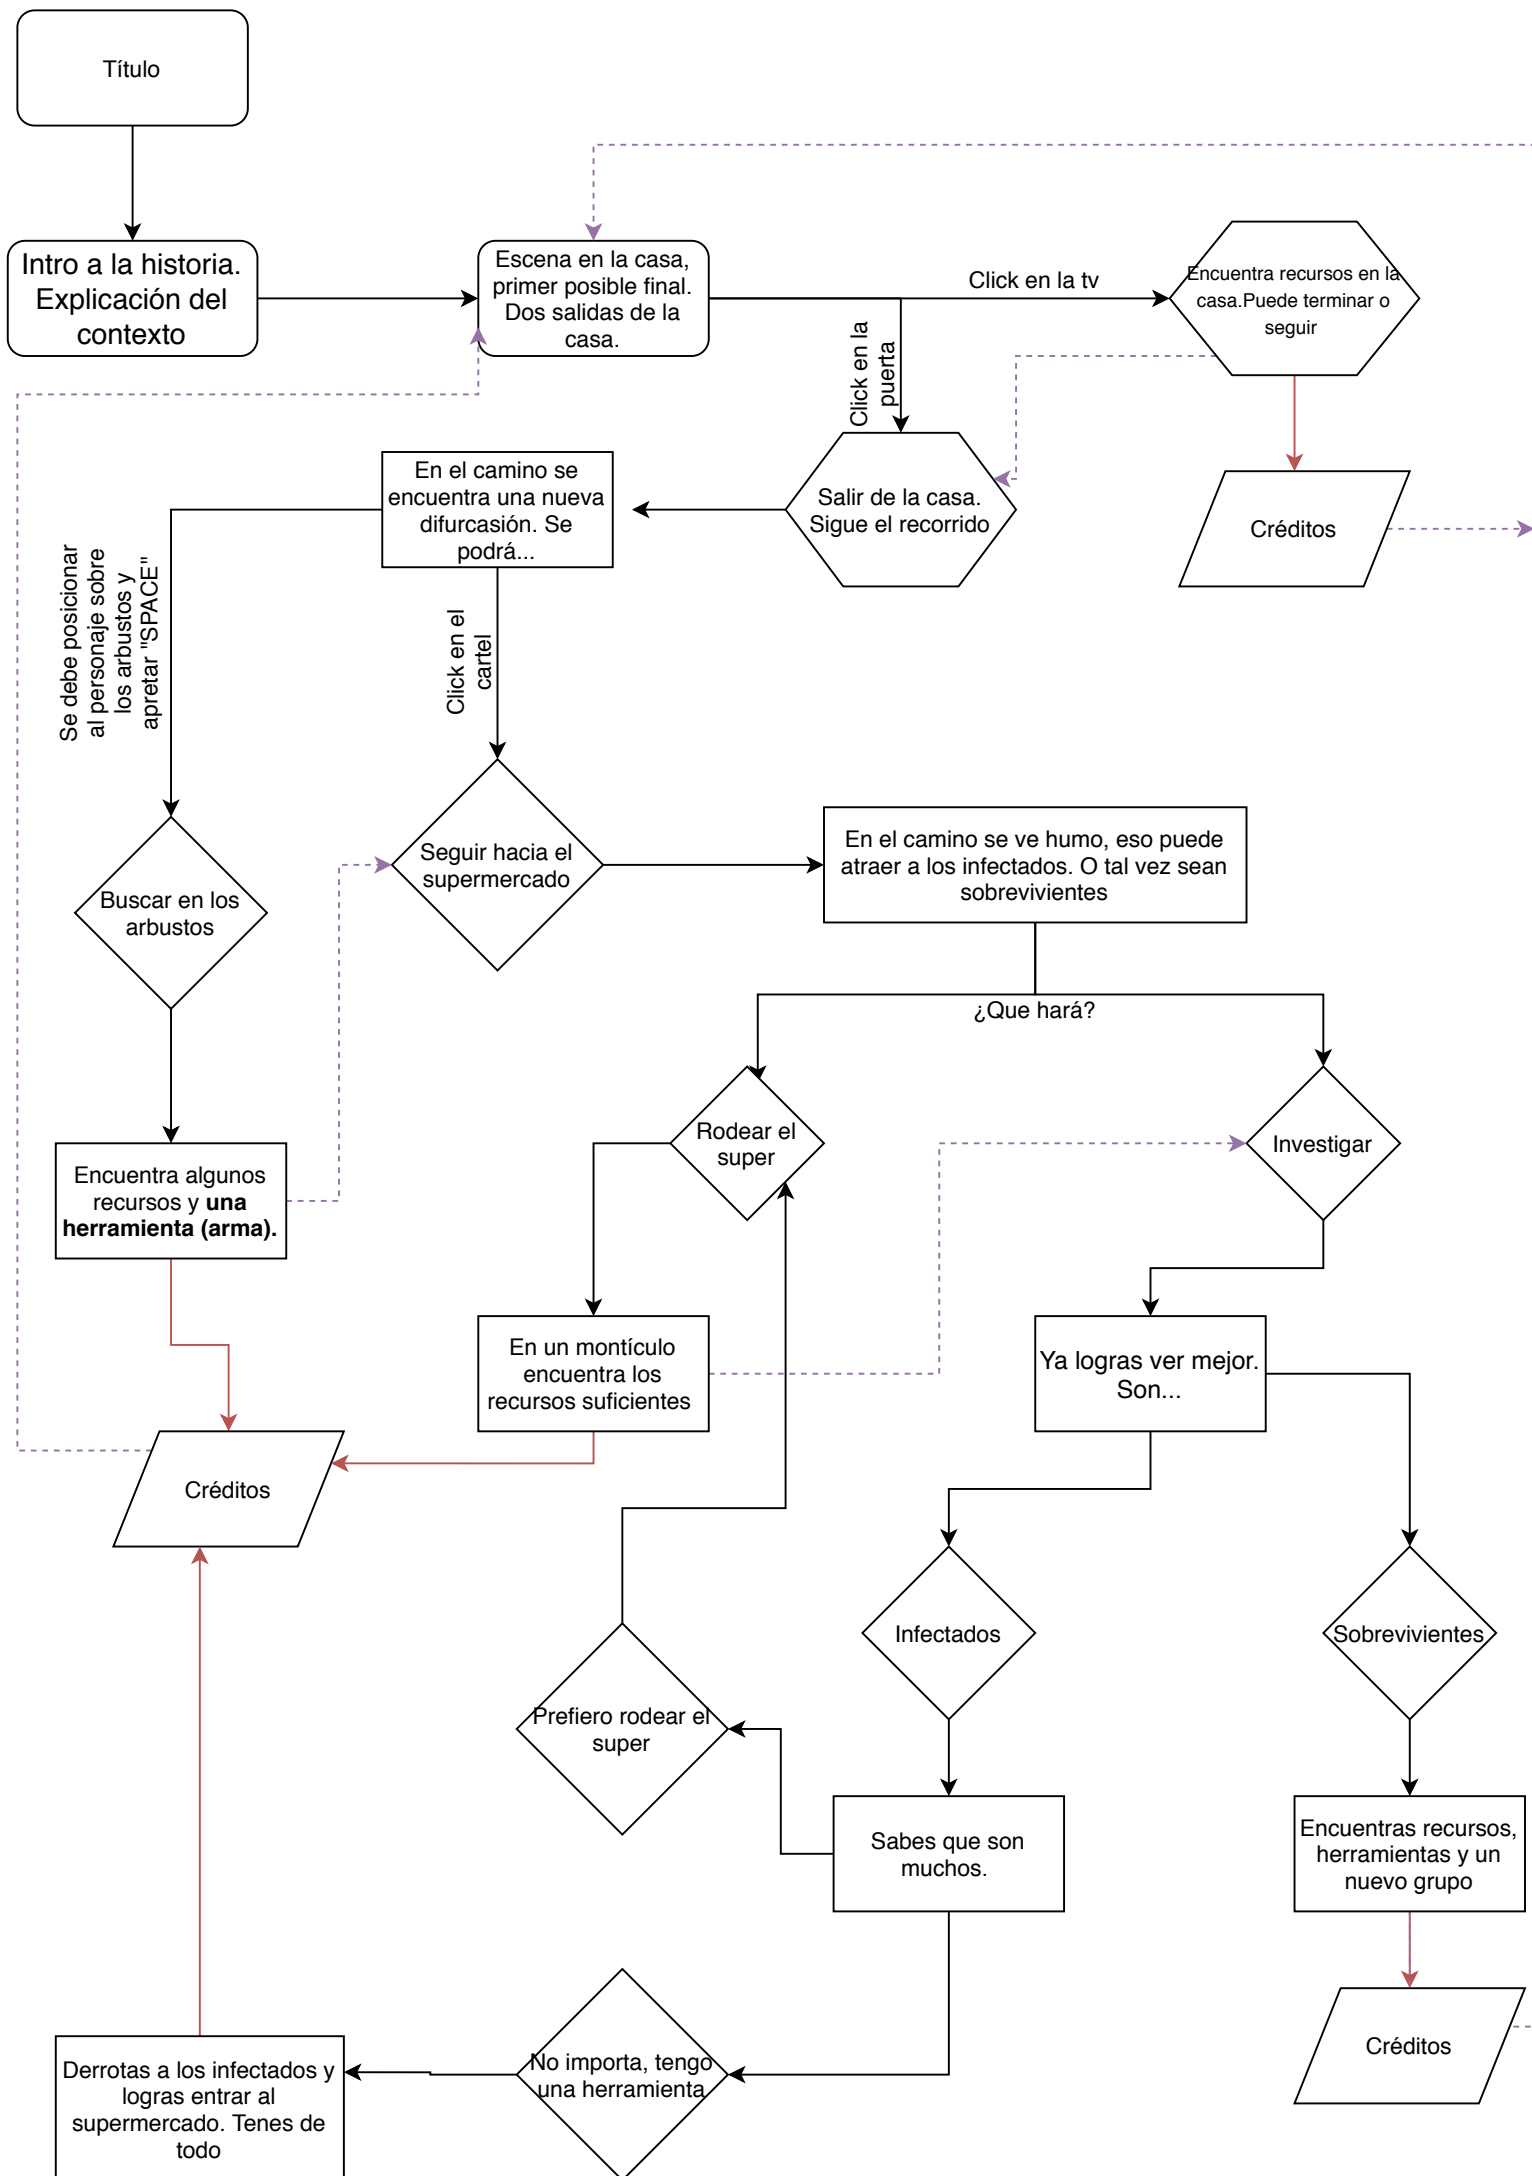 Título
Intro a la historia.
Explicación del
contexto
Escena en la casa,
primer posible final.
Dos salidas de la
casa.
Click en la tv
Encuentra recursos en la
casa.Puede terminar o
seguir
Click en la
puerta
Créditos
Salir de la casa.
Sigue el recorrido
En el camino se
encuentra una nueva
difurcasión. Se
podrá...
Se debe posicionar
al personaje sobre
los arbustos y
apretar "SPACE"
Click en el
cartel
Buscar en los
arbustos
Seguir hacia el
supermercado
En el camino se ve humo, eso puede
atraer a los infectados. O tal vez sean
sobrevivientes
¿Que hará?
Rodear el
super
Investigar
Encuentra algunos
recursos y una
herramienta (arma).
En un montículo
encuentra los
recursos suficientes
Ya logras ver mejor.
Son...
Créditos
Infectados
Sobrevivientes
Prefiero rodear el
super
Sabes que son
muchos.
Encuentras recursos,
herramientas y un
nuevo grupo
No importa, tengo
una herramienta
Derrotas a los infectados y
logras entrar al
supermercado. Tenes de
todo
Créditos